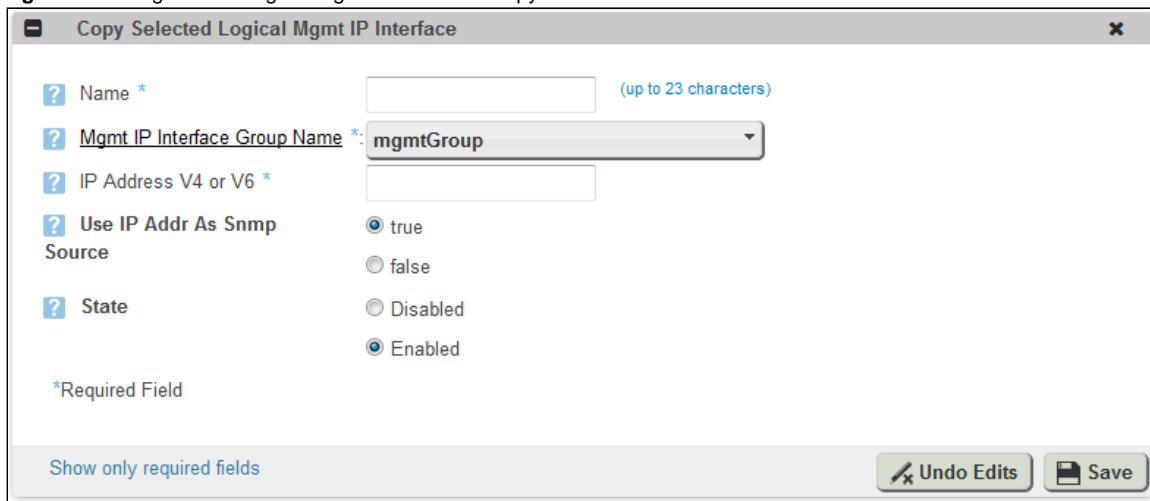 Copy Selected Logical Mgmt IP Interface
? Name * (up to 23 characters)
? Mgmt IP Interface Group Name *: mgmtGroup
? IP Address V4 or V6 *
? Use IP Addr As Snmp Source
true
false
? State
Disabled
Enabled
*Required Field
Show only required fields
Undo Edits
Save